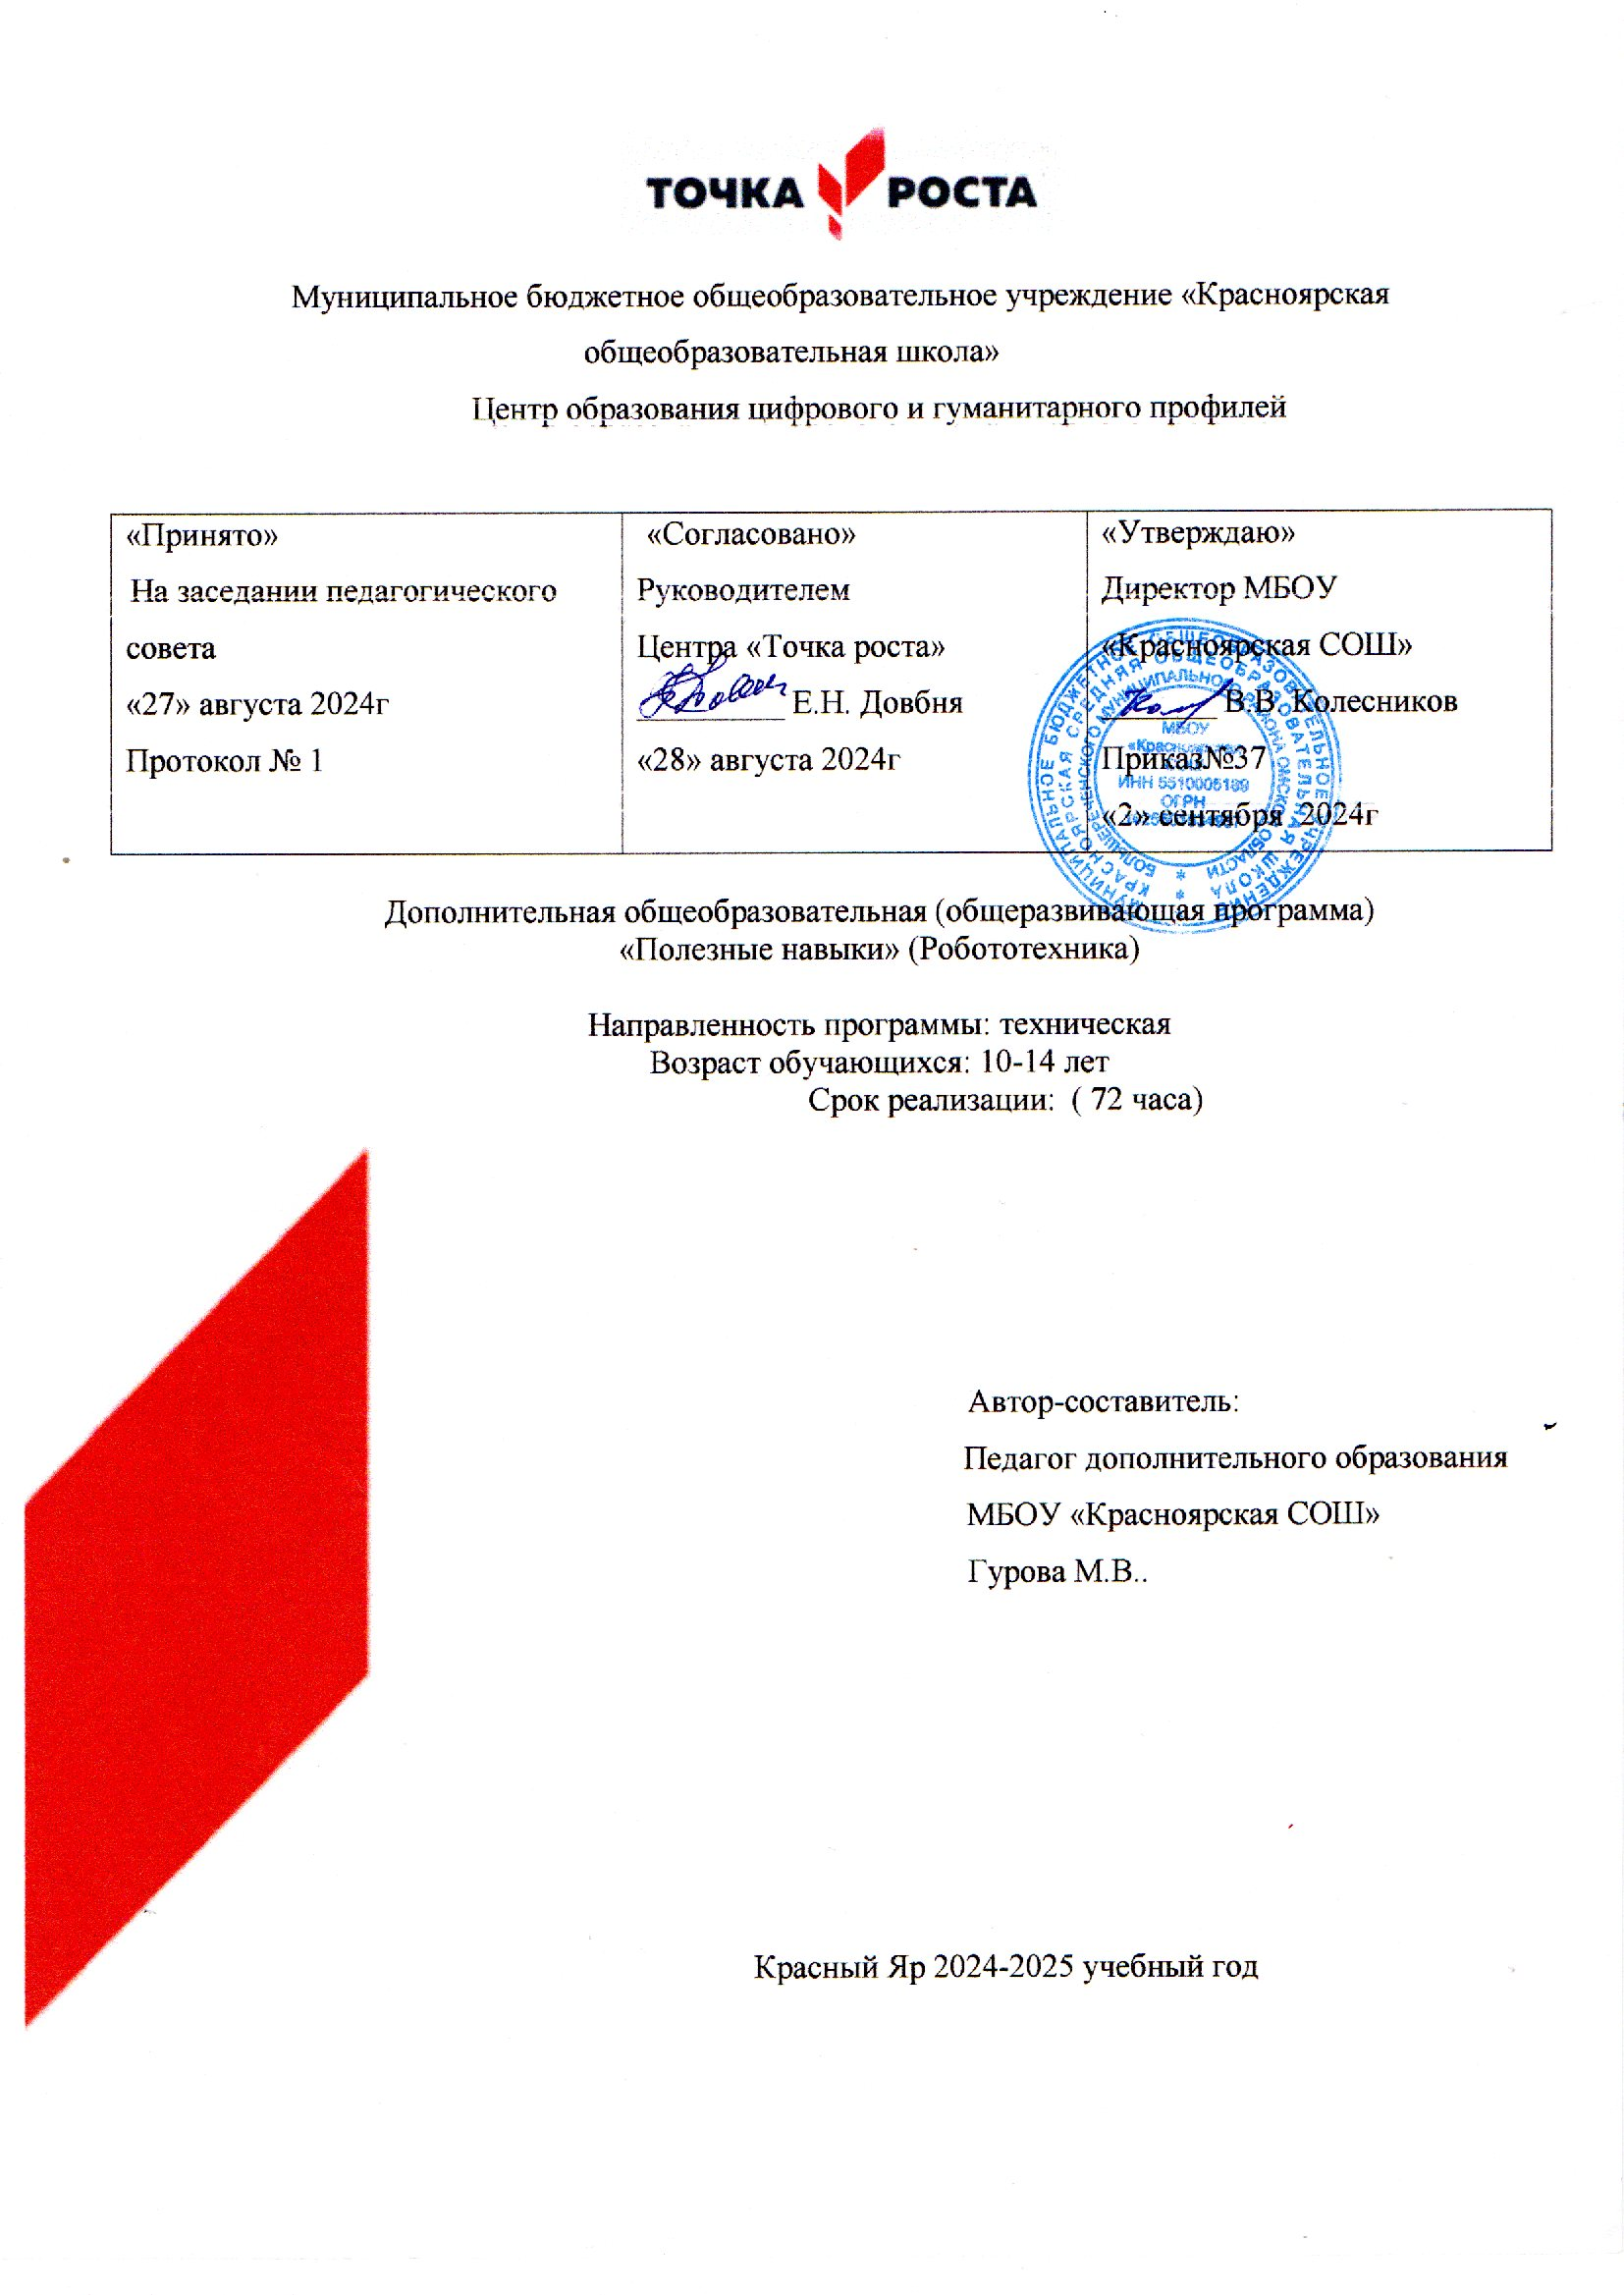 ТОЧКА РОСТА
Муниципальное бюджетное общеобразовательное учреждение «Красноярская
общеобразовательная школа»
Центр образования цифрового и гуманитарного профилей
«Принято»
На заседании педагогического
совета
«27» августа 2024г
Протокол № 1
«Согласовано»
Руководителем
Центра «Точка роста»
Е.Н. Довбня
«28» августа 2024г
«Утверждаю»
Директор МБОУ
«Красноярская СОШ»
В.В. Колесников
Приказ№37
«2» сентября 2024г
МБОУ
ИНН 5510005189
ОГРН
Дополнительная общеобразовательная (общеразвивающая программа)
«Полезные навыки» (Робототехника)
Направленность программы: техническая
Возраст обучающихся: 10-14 лет
Срок реализации: ( 72 часа)
Автор-составитель:
Педагог дополнительного образования
МБОУ «Красноярская СОШ»
Гурова М.В..
Красный Яр 2024-2025 учебный год